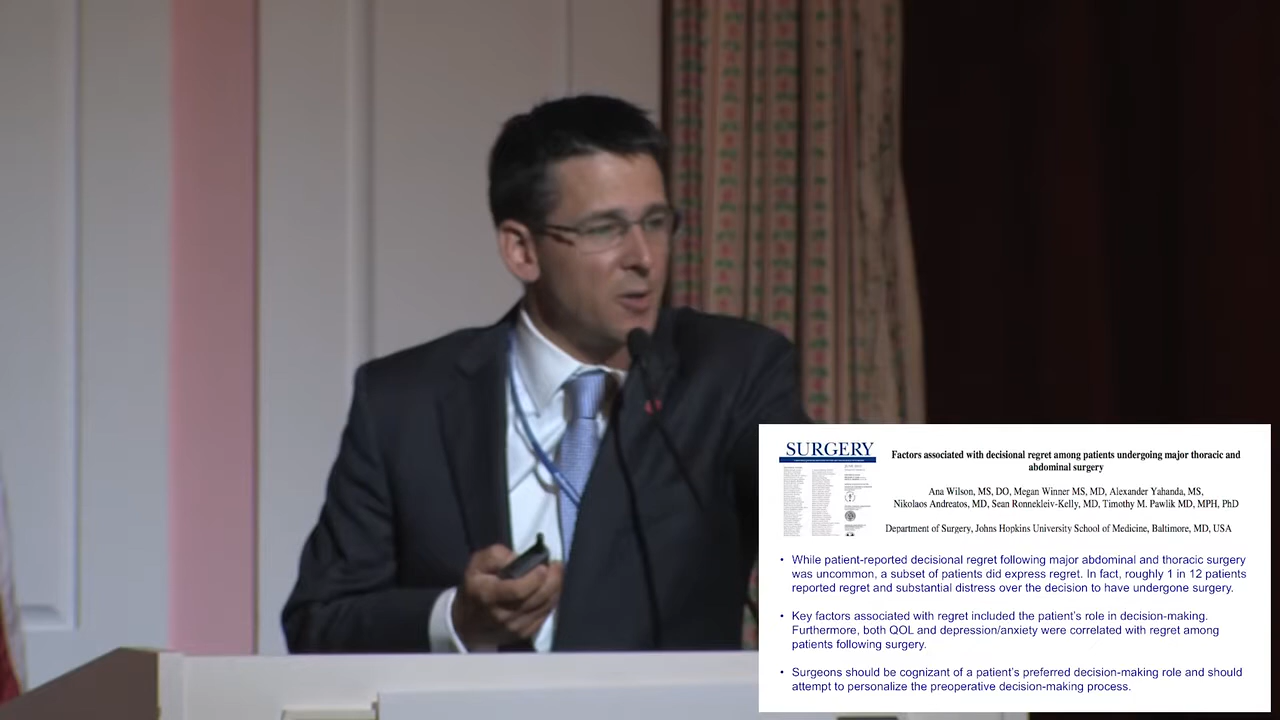 SURGERY
Factors associated with decisional regret among patients undergoing major thoracic and
abdominal surgery
Ana Wilson, MS, DO, Megan Winner MS, MD, Alexander Yahanda, MS,
Nikolaos Andreatos, MD, Sean Ronnekleiv-Kelly, MD, Timothy M. Pawlik MD, MPH, PhD
Department of Surgery, Johns Hopkins University School of Medicine, Baltimore, MD, USA
• While patient-reported decisional regret following major abdominal and thoracic surgery
was uncommon, a subset of patients did express regret. In fact, roughly 1 in 12 patients
reported regret and substantial distress over the decision to have undergone surgery.
• Key factors associated with regret included the patient's role in decision-making.
Furthermore, both QOL and depression/anxiety were correlated with regret among
patients following surgery.
• Surgeons should be cognizant of a patient's preferred decision-making role and should
attempt to personalize the preoperative decision-making process.